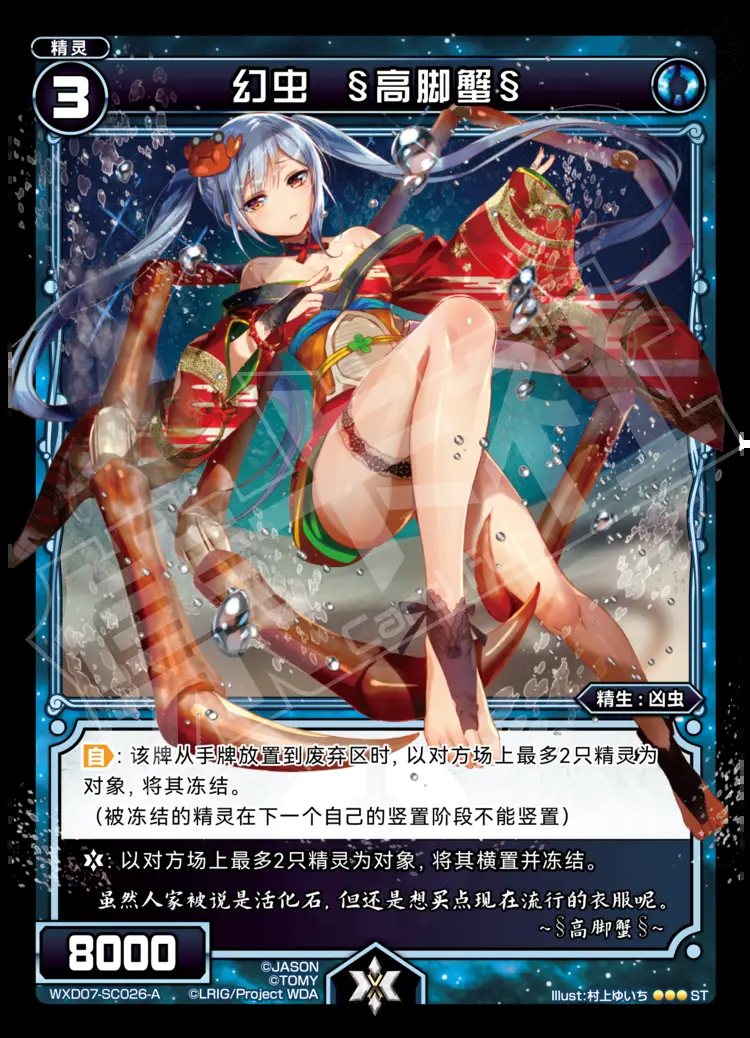 精灵
3
幻虫　§高脚蟹§
精生:凶虫
自:该牌从手牌放置到废弃区时,以对方场上最多2只精灵为
对象,将其冻结。
(被冻结的精灵在下一个自己的竖置阶段不能竖置)
:以对方场上最多2只精灵为对象,将其横置并冻结。
虽然人家被说是活化石,但还是想买点现在流行的衣服呢。
~§高脚蟹§~
8000
©JASON
©TOMY
WXD07-SC026-A ©LRIG/Project WDA
Illust:村上ゆいち ST